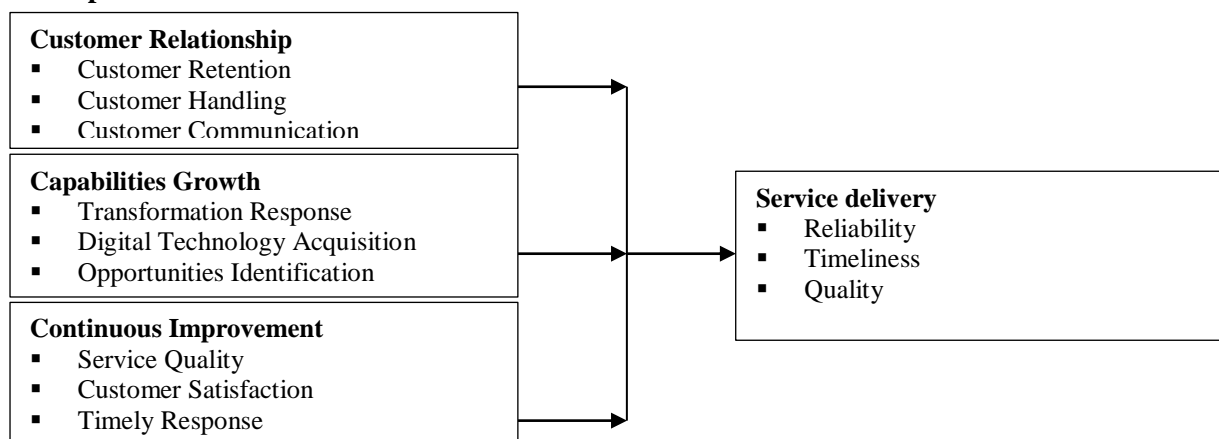 Customer Relationship
▪ Customer Retention
▪ Customer Handling
▪ Customer Communication
Capabilities Growth
▪ Transformation Response
▪ Digital Technology Acquisition
▪ Opportunities Identification
Continuous Improvement
▪ Service Quality
▪ Customer Satisfaction
▪ Timely Response
Service delivery
▪ Reliability
▪ Timeliness
▪ Quality